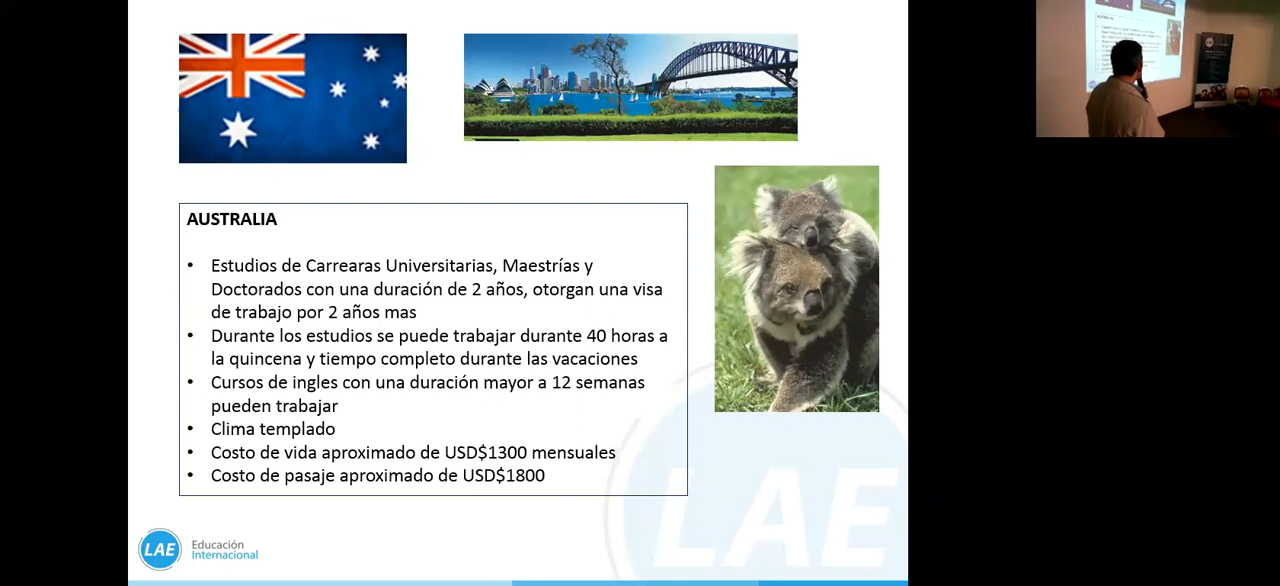 AUSTRALIA
• Estudios de Carrearas Universitarias, Maestrías y
Doctorados con una duración de 2 años, otorgan una visa
de trabajo por 2 años mas
• Durante los estudios se puede trabajar durante 40 horas a
la quincena y tiempo completo durante las vacaciones
• Cursos de ingles con una duración mayor a 12 semanas
pueden trabajar
• Clima templado
• Costo de vida aproximado de USD$1300 mensuales
• Costo de pasaje aproximado de USD$1800
LAE
LAE
Educación
Internacional